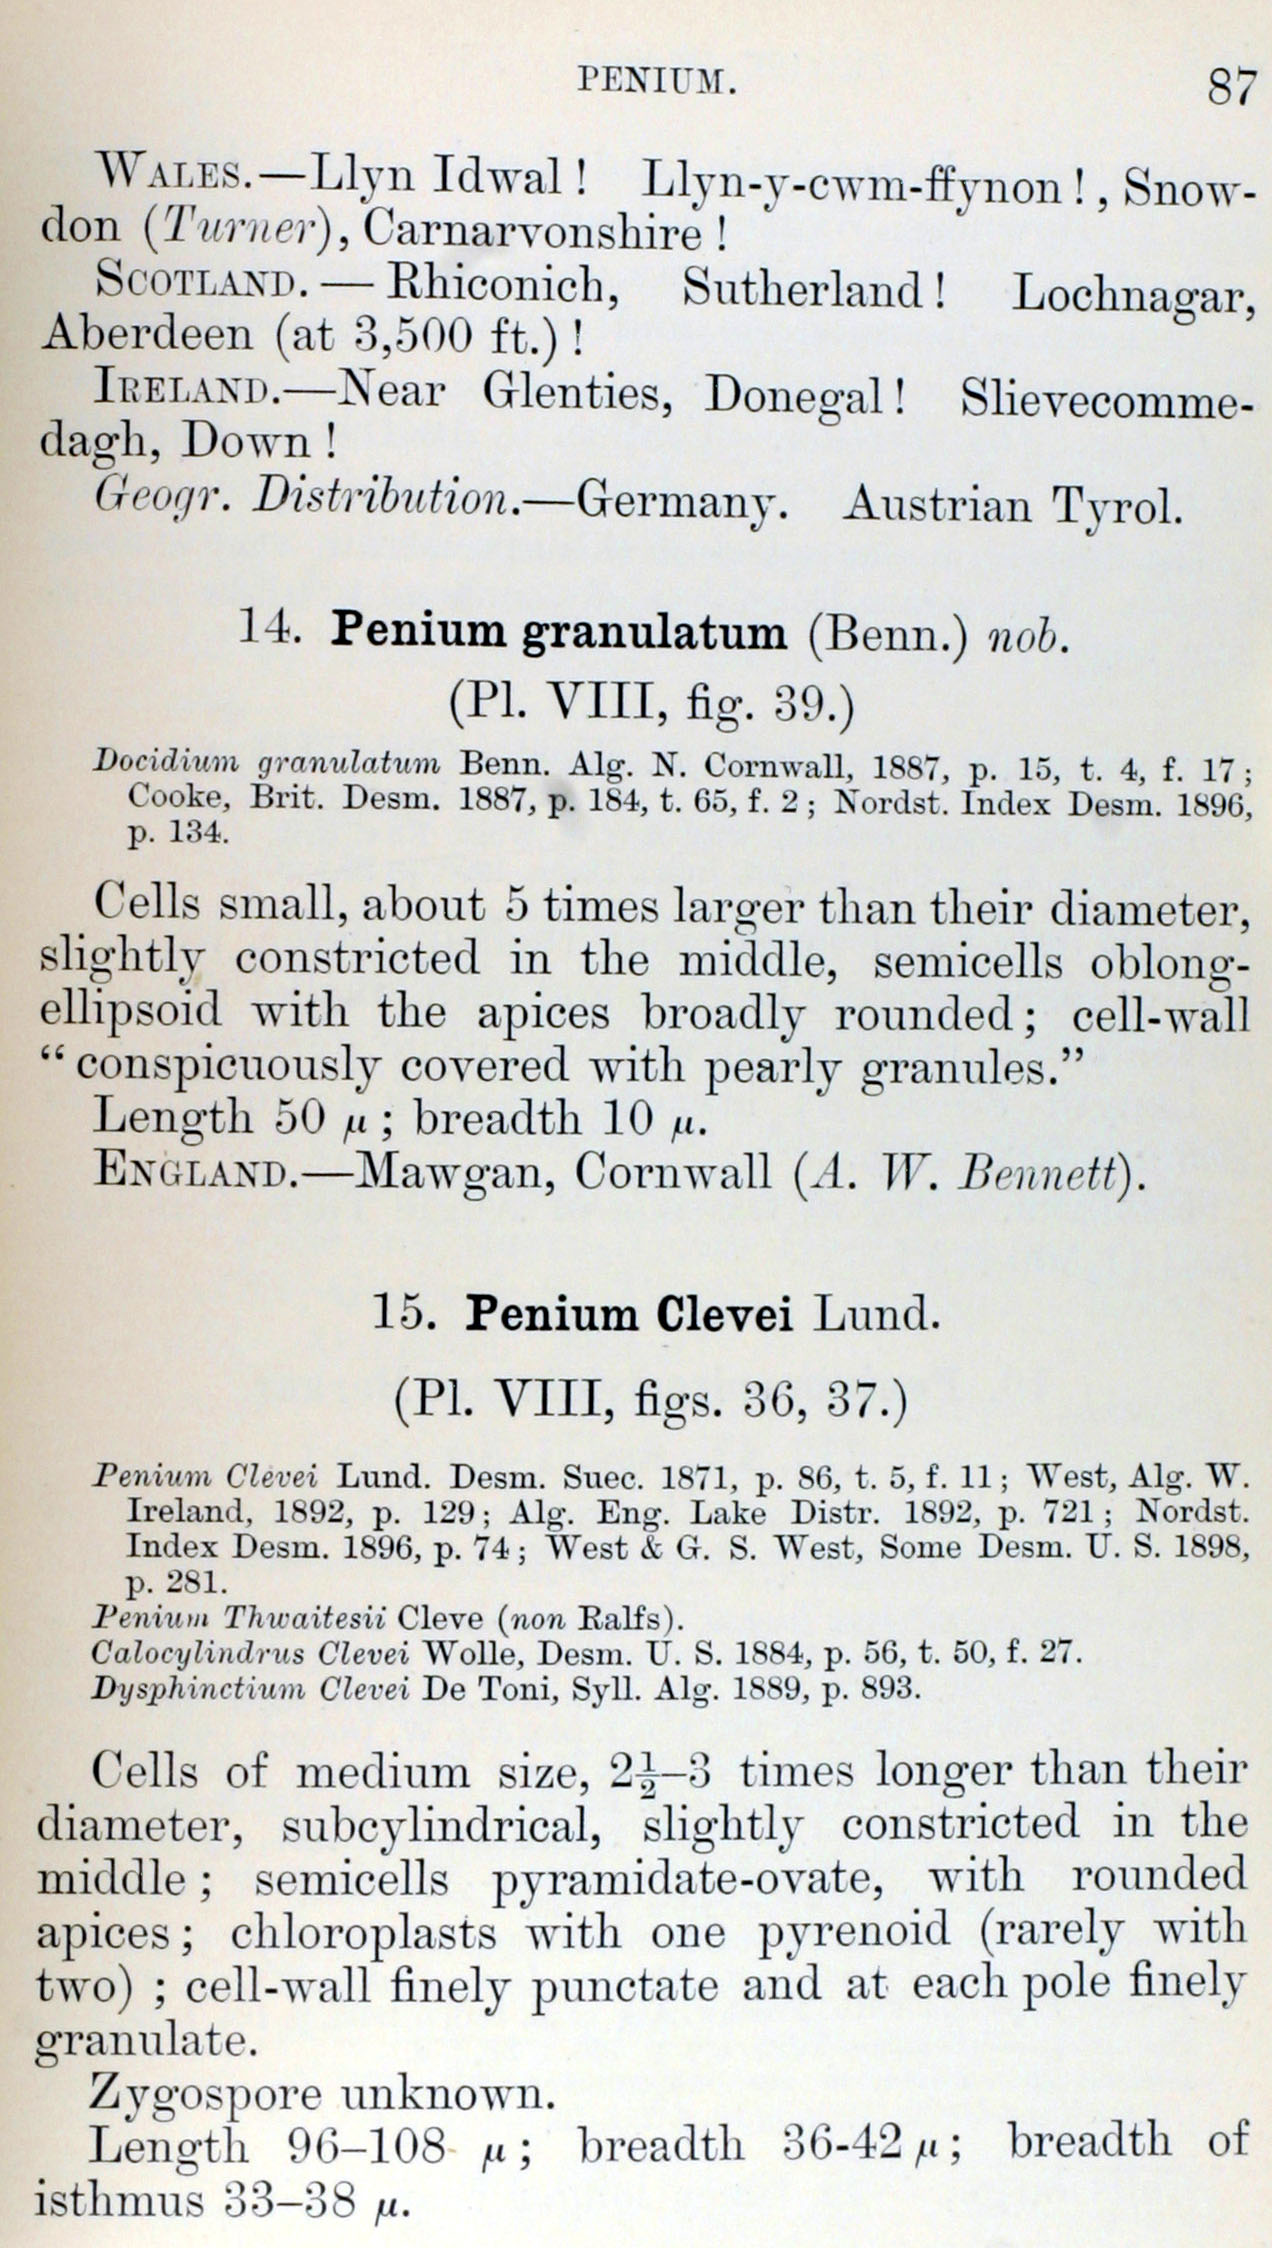 PENIUM. 87
WALES.—Llyn Idwal! Llyn-y-cwm-ffynon!, Snow-
don (Turner), Carnarvonshire!
SCOTLAND.—Rhiconich, Sutherland! Lochnagar,
Aberdeen (at 3,500 ft.)!
IRELAND.—Near Glenties, Donegal! Slievecomme-
dagh, Down!
Geogr. Distribution.—Germany. Austrian Tyrol.
14. Penium granulatum (Benn.) nob.
(Pl. VIII, fig. 39.)
Docidium granulatum Benn. Alg. N. Cornwall, 1887, p. 15, t. 4, f. 17;
Cooke, Brit. Desm. 1887, p. 184, t. 65, f. 2; Nordst. Index Desm. 1896,
p. 134.
Cells small, about 5 times larger than their diameter,
slightly constricted in the middle, semicells oblong-
ellipsoid with the apices broadly rounded; cell-wall
“conspicuously covered with pearly granules.”
Length 50 μ; breadth 10 μ.
ENGLAND.—Mawgan, Cornwall (A. W. Bennett).
15. Penium Clevei Lund.
(Pl. VIII, figs. 36, 37.)
Penium Clevei Lund. Desm. Suec. 1871, p. 86, t. 5, f. 11; West, Alg. W.
Ireland, 1892, p. 129; Alg. Eng. Lake Distr. 1892, p. 721; Nordst.
Index Desm. 1896, p. 74; West & G. S. West, Some Desm. U. S. 1898,
p. 281.
Penium Thwaitesii Cleve (non Ralfs).
Calocylindrus Clevei Wolle, Desm. U. S. 1884, p. 56, t. 50, f. 27.
Dysphinctium Clevei De Toni, Syll. Alg. 1889, p. 893.
Cells of medium size, 2½–3 times longer than their
diameter, subcylindrical, slightly constricted in the
middle; semicells pyramidate-ovate, with rounded
apices; chloroplasts with one pyrenoid (rarely with
two); cell-wall finely punctate and at each pole finely
granulate.
Zygospore unknown.
Length 96–108 μ; breadth 36-42 μ; breadth of
isthmus 33–38 μ.